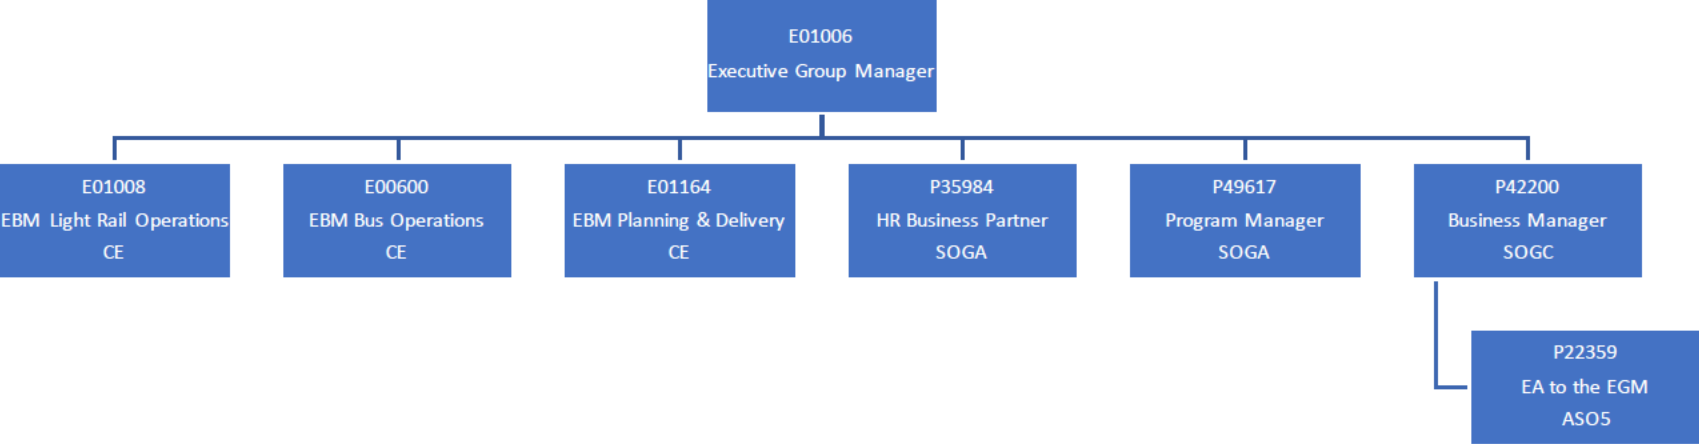 E01006
Executive Group Manager
E01008
EBM Light Rail Operations
CE
E00600
EBM Bus Operations
CE
E01164
EBM Planning & Delivery
CE
P35984
HR Business Partner
SOGA
P49617
Program Manager
SOGA
P42200
Business Manager
SOGC
P22359
EA to the EGM
ASO5